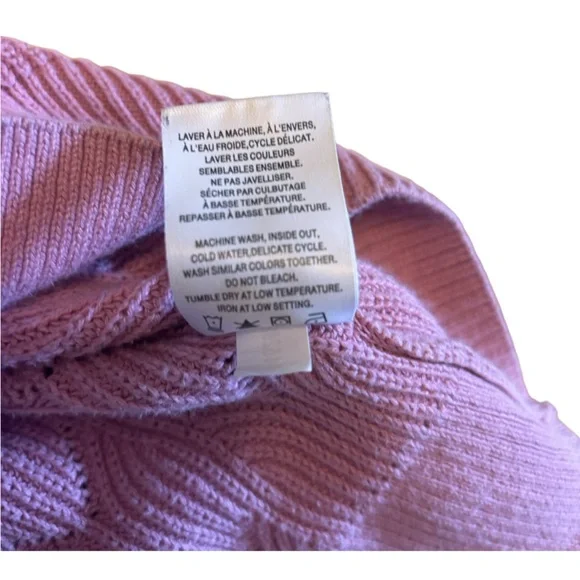 LAVER À LA MACHINE, À L'ENVERS,
À L'EAU FROIDE,CYCLE DÉLICAT.
LAVER LES COULEURS
SEMBLABLES ENSEMBLE.
NE PAS JAVELLISER.
SÉCHER PAR CULBUTAGE
À BASSE TEMPÉRATURE.
REPASSER À BASSE TEMPÉRATURE.
MACHINE WASH, INSIDE OUT,
COLD WATER,DELICATE CYCLE.
WASH SIMILAR COLORS TOGETHER.
DO NOT BLEACH.
TUMBLE DRY AT LOW TEMPERATURE.
IRON AT LOW SETTING.